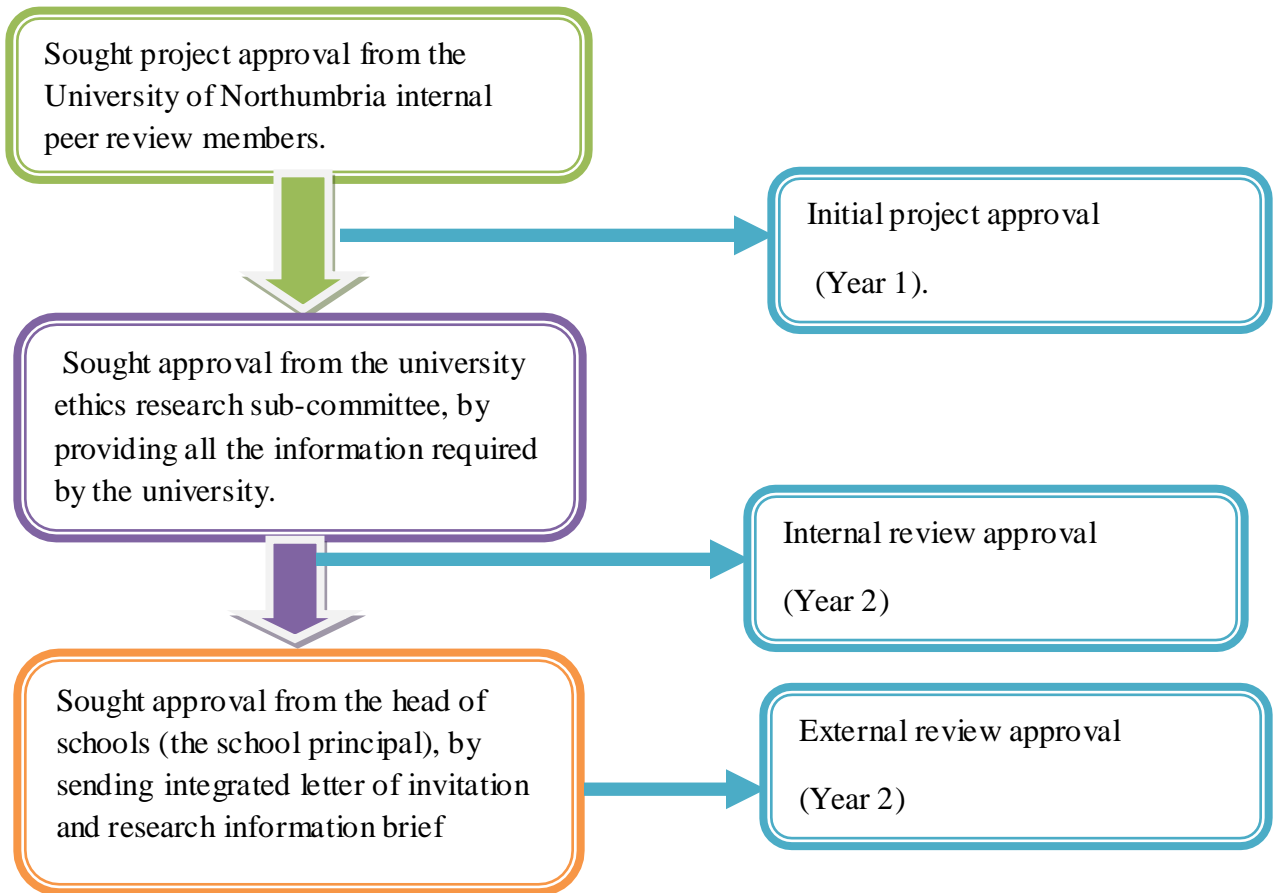 Sought project approval from the
University of Northumbria internal
peer review members.
Initial project approval
(Year 1).
Sought approval from the university
ethics research sub-committee, by
providing all the information required
by the university.
Internal review approval
(Year 2)
Sought approval from the head of
schools (the school principal), by
sending integrated letter of invitation
and research information brief
External review approval
(Year 2)